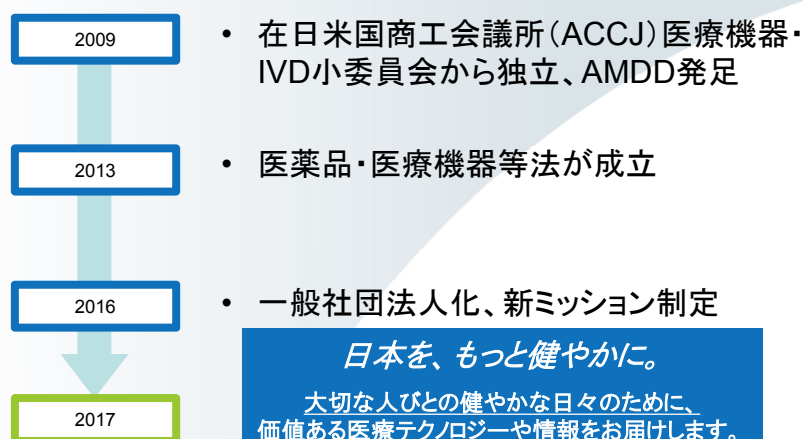 2009
• 在日米国商工会議所（ACCJ）医療機器・
IVD小委員会から独立、AMDD発足
2013
• 医薬品・医療機器等法が成立
2016
• 一般社団法人化、新ミッション制定
日本を、もっと健やかに。
大切な人びとの健やかな日々のために、
2017
価値ある医療テクノロジーや情報をお届けします。